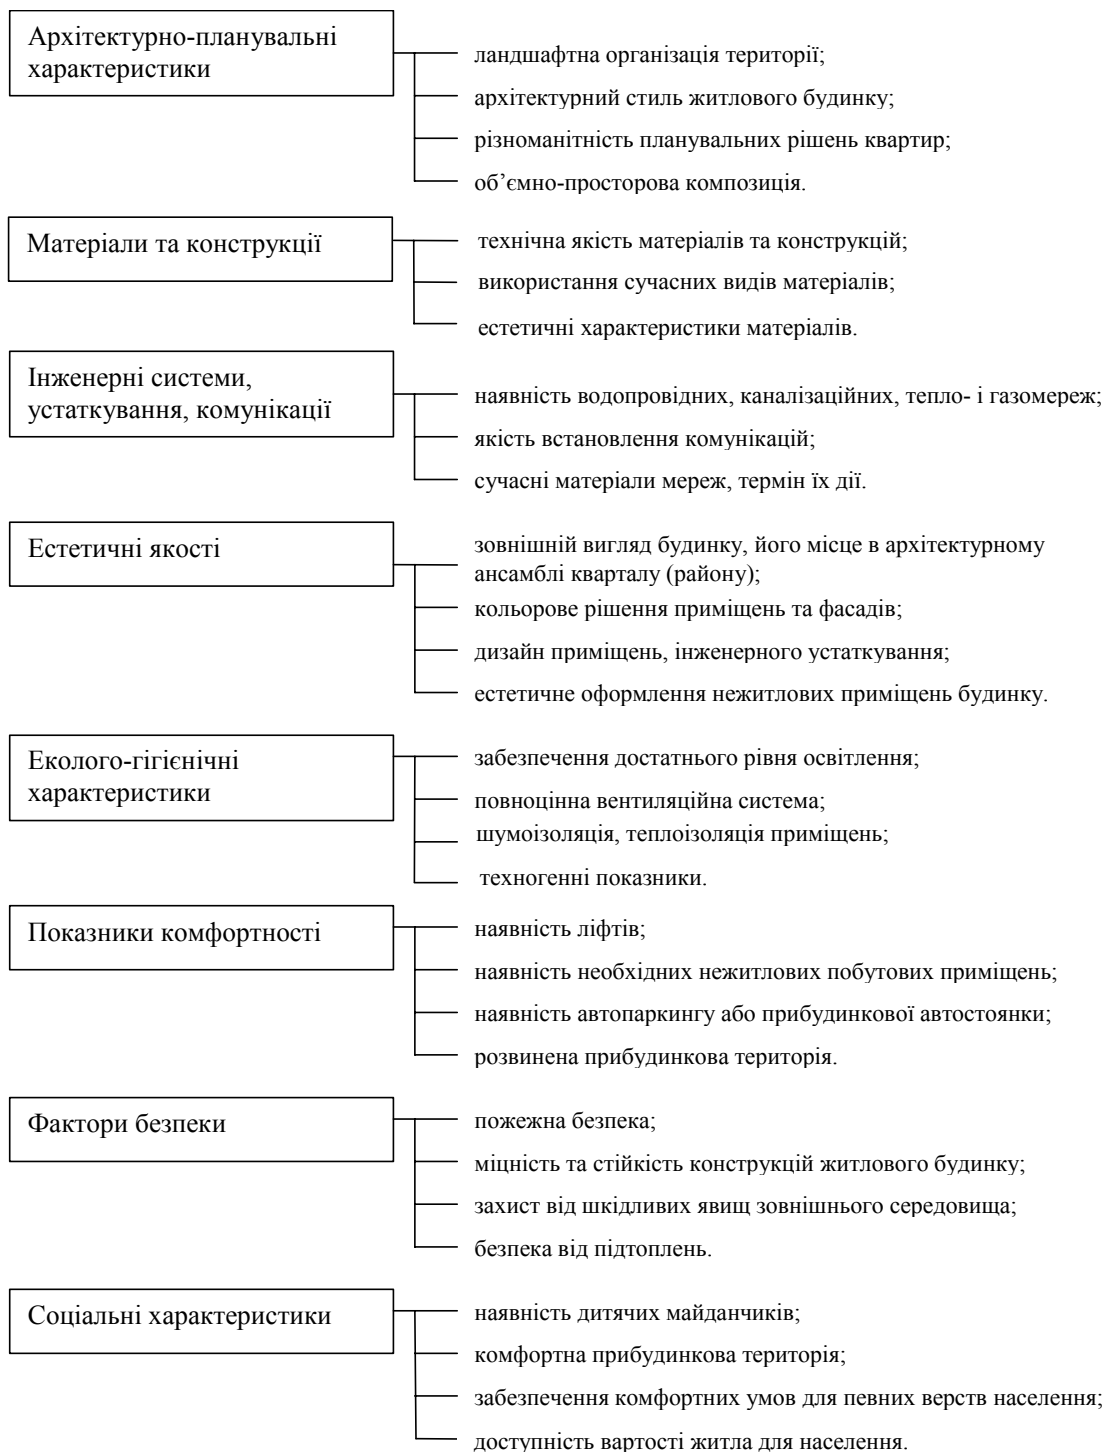 Архітектурно-планувальні
характеристики
ландшафтна організація території;
архітектурний стиль житлового будинку;
різноманітність планувальних рішень квартир;
об’ємно-просторова композиція.
Матеріали та конструкції
технічна якість матеріалів та конструкцій;
використання сучасних видів матеріалів;
естетичні характеристики матеріалів.
Інженерні системи,
устаткування, комунікації
наявність водопровідних, каналізаційних, тепло- і газомереж;
якість встановлення комунікацій;
сучасні матеріали мереж, термін їх дії.
Естетичні якості
зовнішній вигляд будинку, його місце в архітектурному
ансамблі кварталу (району);
кольорове рішення приміщень та фасадів;
дизайн приміщень, інженерного устаткування;
естетичне оформлення нежитлових приміщень будинку.
Еколого-гігієнічні
характеристики
забезпечення достатнього рівня освітлення;
повноцінна вентиляційна система;
шумоізоляція, теплоізоляція приміщень;
техногенні показники.
Показники комфортності
наявність ліфтів;
наявність необхідних нежитлових побутових приміщень;
наявність автопаркингу або прибудинкової автостоянки;
розвинена прибудинкова територія.
Фактори безпеки
пожежна безпека;
міцність та стійкість конструкцій житлового будинку;
захист від шкідливих явищ зовнішнього середовища;
безпека від підтоплень.
Соціальні характеристики
наявність дитячих майданчиків;
комфортна прибудинкова територія;
забезпечення комфортних умов для певних верств населення;
доступність вартості житла для населення.